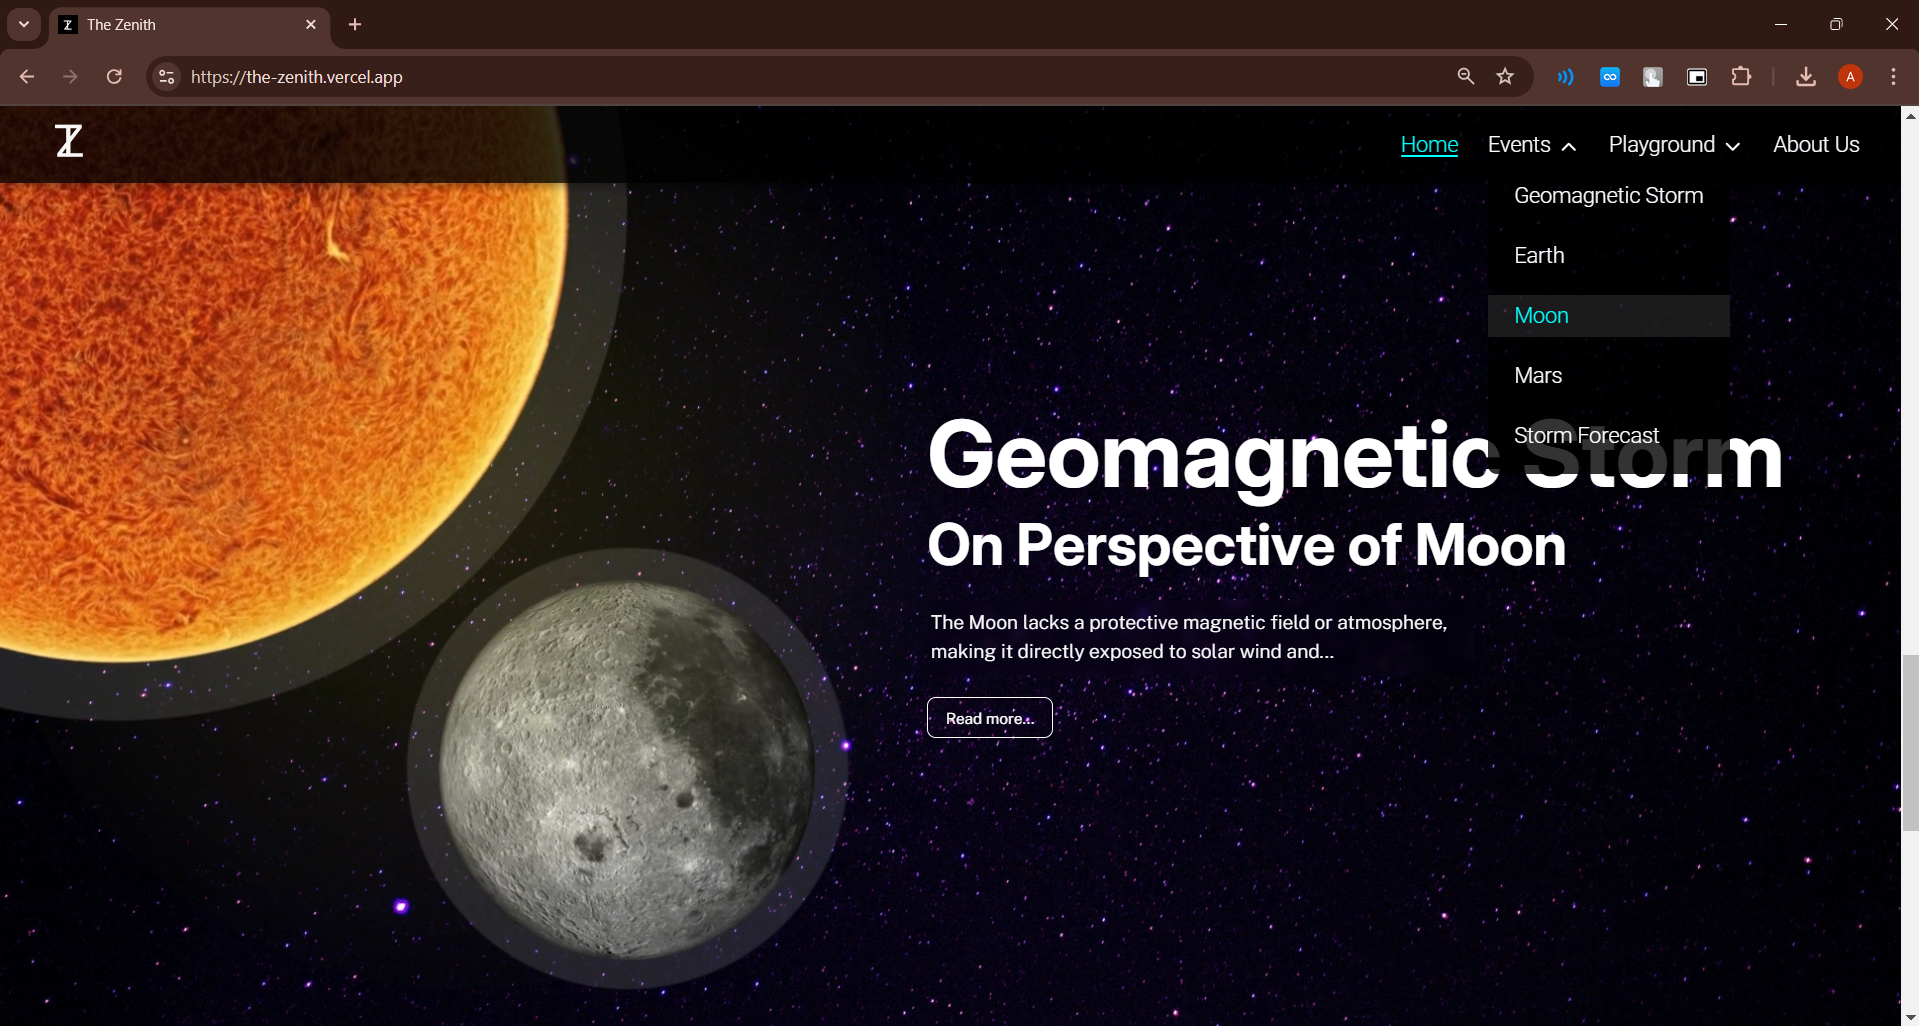 The Zenith
https://the-zenith.vercel.app
A
Z
Home Events Playground About Us
Geomagnetic Storm
Earth
Moon
Mars
Storm Forecast
Geomagnetic Storm
On Perspective of Moon
The Moon lacks a protective magnetic field or atmosphere,
making it directly exposed to solar wind and...
Read more...